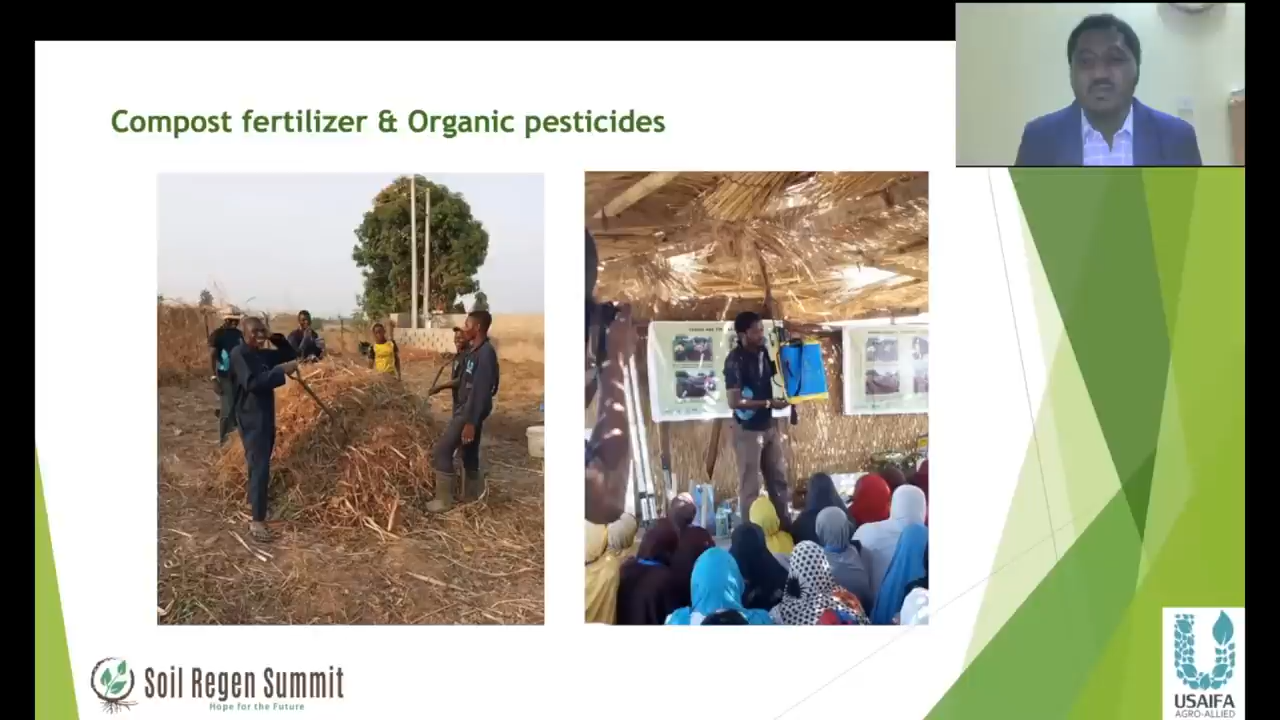 Compost fertilizer & Organic pesticides
Soil Regen Summit
Hope for the Future
USAIFA
AGRO-ALLIED